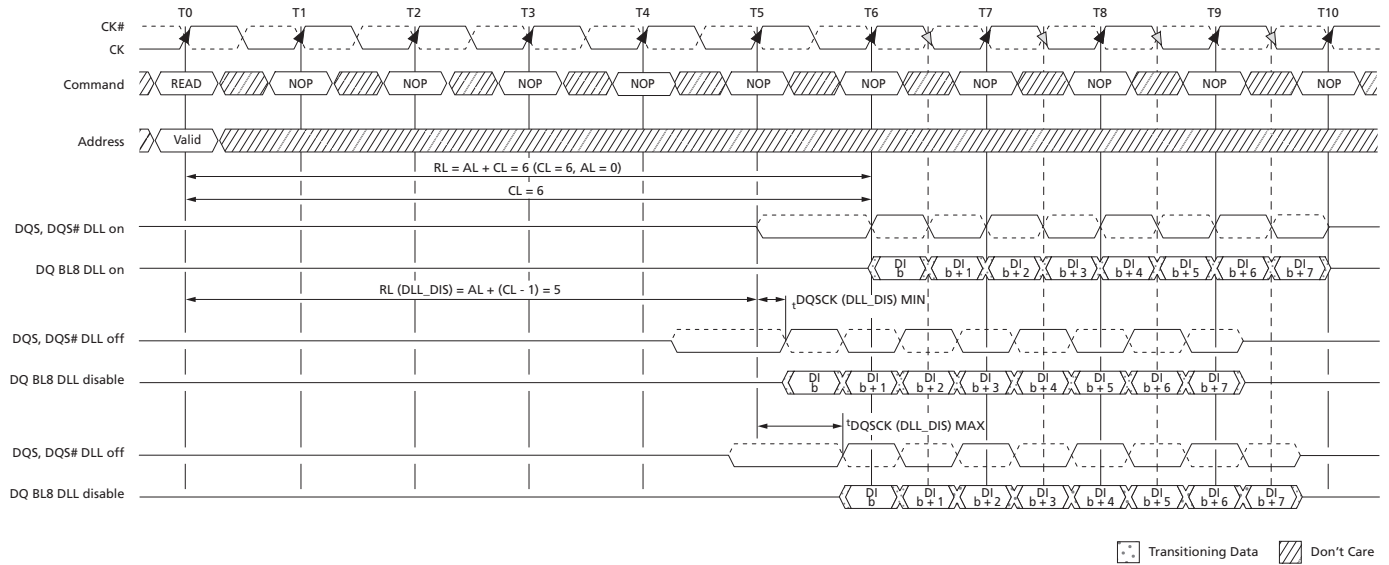 T0 T1 T2 T3 T4 T5 T6 T7 T8 T9 T10
CK#
CK
Command READ NOP NOP NOP NOP NOP NOP NOP NOP NOP NOP
Address Valid
RL = AL + CL = 6 (CL = 6, AL = 0)
CL = 6
DQS, DQS# DLL on
DQ BL8 DLL on DI b DI b + 1 DI b + 2 DI b + 3 DI b + 4 DI b + 5 DI b + 6 DI b + 7
RL (DLL_DIS) = AL + (CL - 1) = 5
tDQSCK (DLL_DIS) MIN
DQS, DQS# DLL off
DQ BL8 DLL disable DI b DI b + 1 DI b + 2 DI b + 3 DI b + 4 DI b + 5 DI b + 6 DI b + 7
tDQSCK (DLL_DIS) MAX
DQS, DQS# DLL off
DQ BL8 DLL disable DI b DI b + 1 DI b + 2 DI b + 3 DI b + 4 DI b + 5 DI b + 6 DI b + 7
Transitioning Data Don't Care